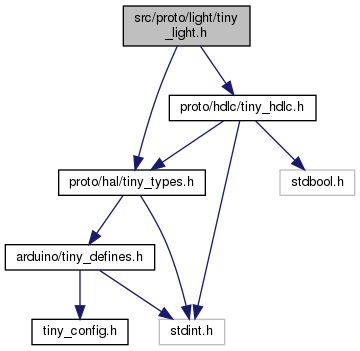 src/proto/light/tiny
_light.h
proto/hdlc/tiny_hdlc.h
proto/hal/tiny_types.h
stdbool.h
arduino/tiny_defines.h
tiny_config.h
stdint.h